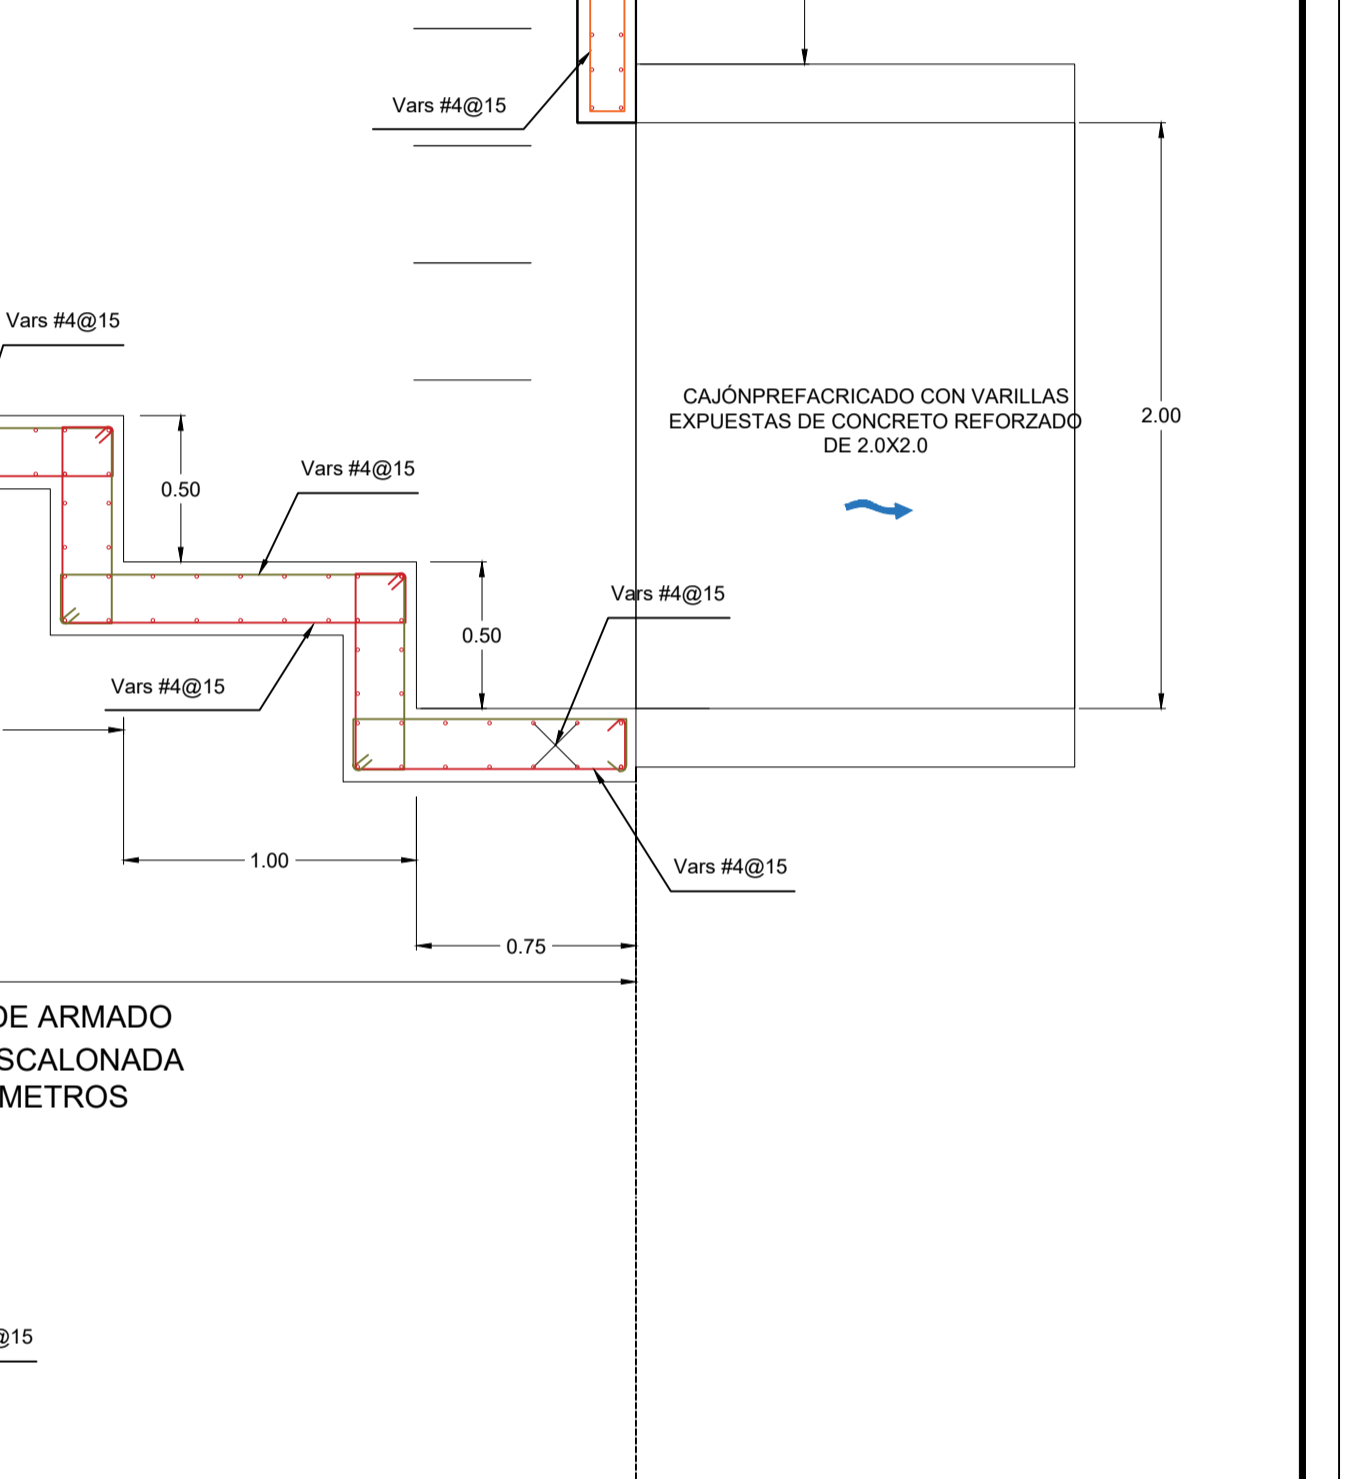 Vars #4@15
Vars #4@15
CAJÓNPREFACRICADO CON VARILLAS
EXPUESTAS DE CONCRETO REFORZADO
DE 2.0X2.0
2.00
Vars #4@15
0.50
Vars #4@15
0.50
Vars #4@15
1.00
Vars #4@15
0.75
DE ARMADO
SCALONADA
METROS
@15